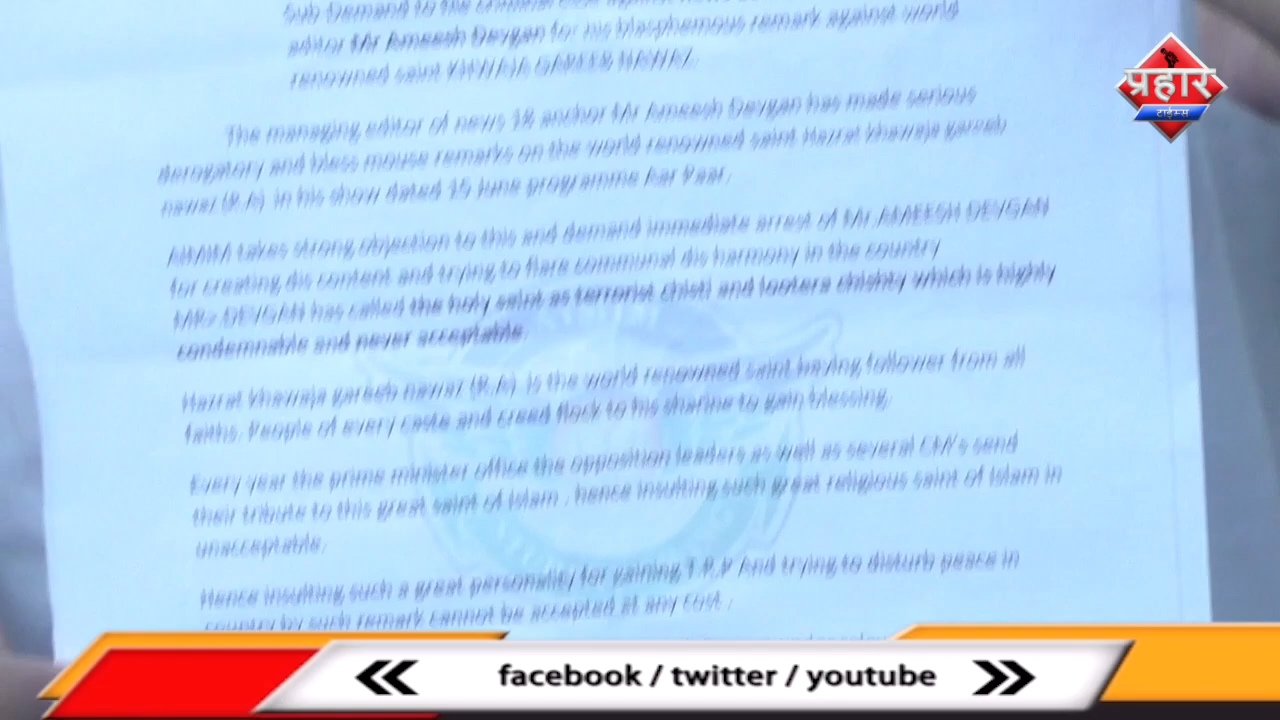 editor Mr Ameesh Devgan for his blasphemous remark against world
renowned saint KHWAJA GAREEB NAWAZ.
प्रहार
टाईम्स
The managing editor of news 18 anchor Mr Ameesh Devgan has made serious
derogatory and bless mouse remarks on the world renowned saint Hazrat khawaja gareeb
nawaz (R.A) in his show dated 15 June programme Aar Paar.
takes strong objection to this and demand immediate arrest of Mr.AMEESH DEVGAN
for creating dis content and trying to flare communal dis harmony in the country
MR. DEVGAN has called the holy saint as terrorist chisti and lootera chishty which is highly
condemnable and never acceptable.
Hazrat khawaja gareeb nawaz (R.A) is the world renowned saint having follower from all
faiths. People of every caste and creed flock to his sharine to gain blessing.
Every year the prime minister office the opposition leaders as well as several CM's send
their tribute to this great saint of Islam . hence insulting such great religious saint of Islam in
unacceptable.
Hence insulting such a great personality for gaining T.R.P And trying to disturb peace in
country by such remark cannot be accepted at any cost .
facebook / twitter / youtube